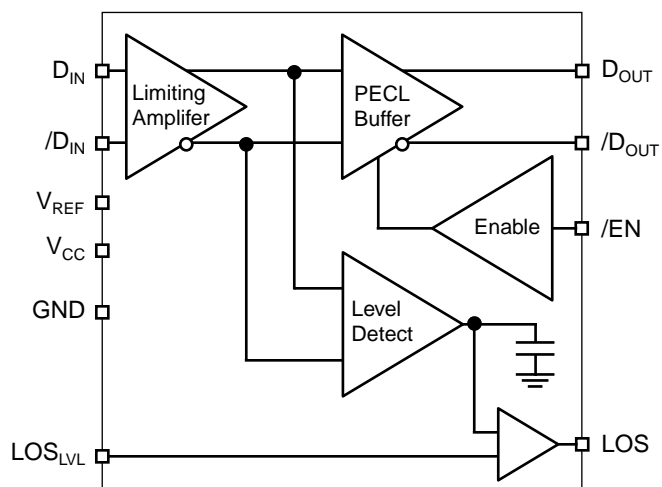 D_IN
/D_IN
V_REF
V_CC
GND
LOS_LVL
Limiting
Amplifer
PECL
Buffer
Enable
Level
Detect
D_OUT
/D_OUT
/EN
LOS